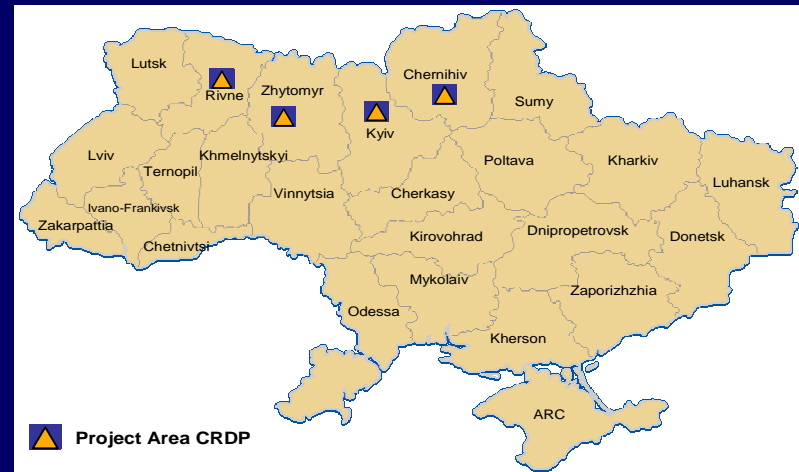 Lutsk
Rivne
Zhytomyr
Chernihiv
Sumy
Kyiv
Lviv
Ternopil
Khmelnytskyi
Vinnytsia
Cherkasy
Poltava
Kharkiv
Luhansk
Ivano-Frankivsk
Zakarpattia
Chetnivtsi
Kirovohrad
Dnipropetrovsk
Donetsk
Mykolaiv
Odessa
Zaporizhzhia
Kherson
ARC
Project Area CRDP